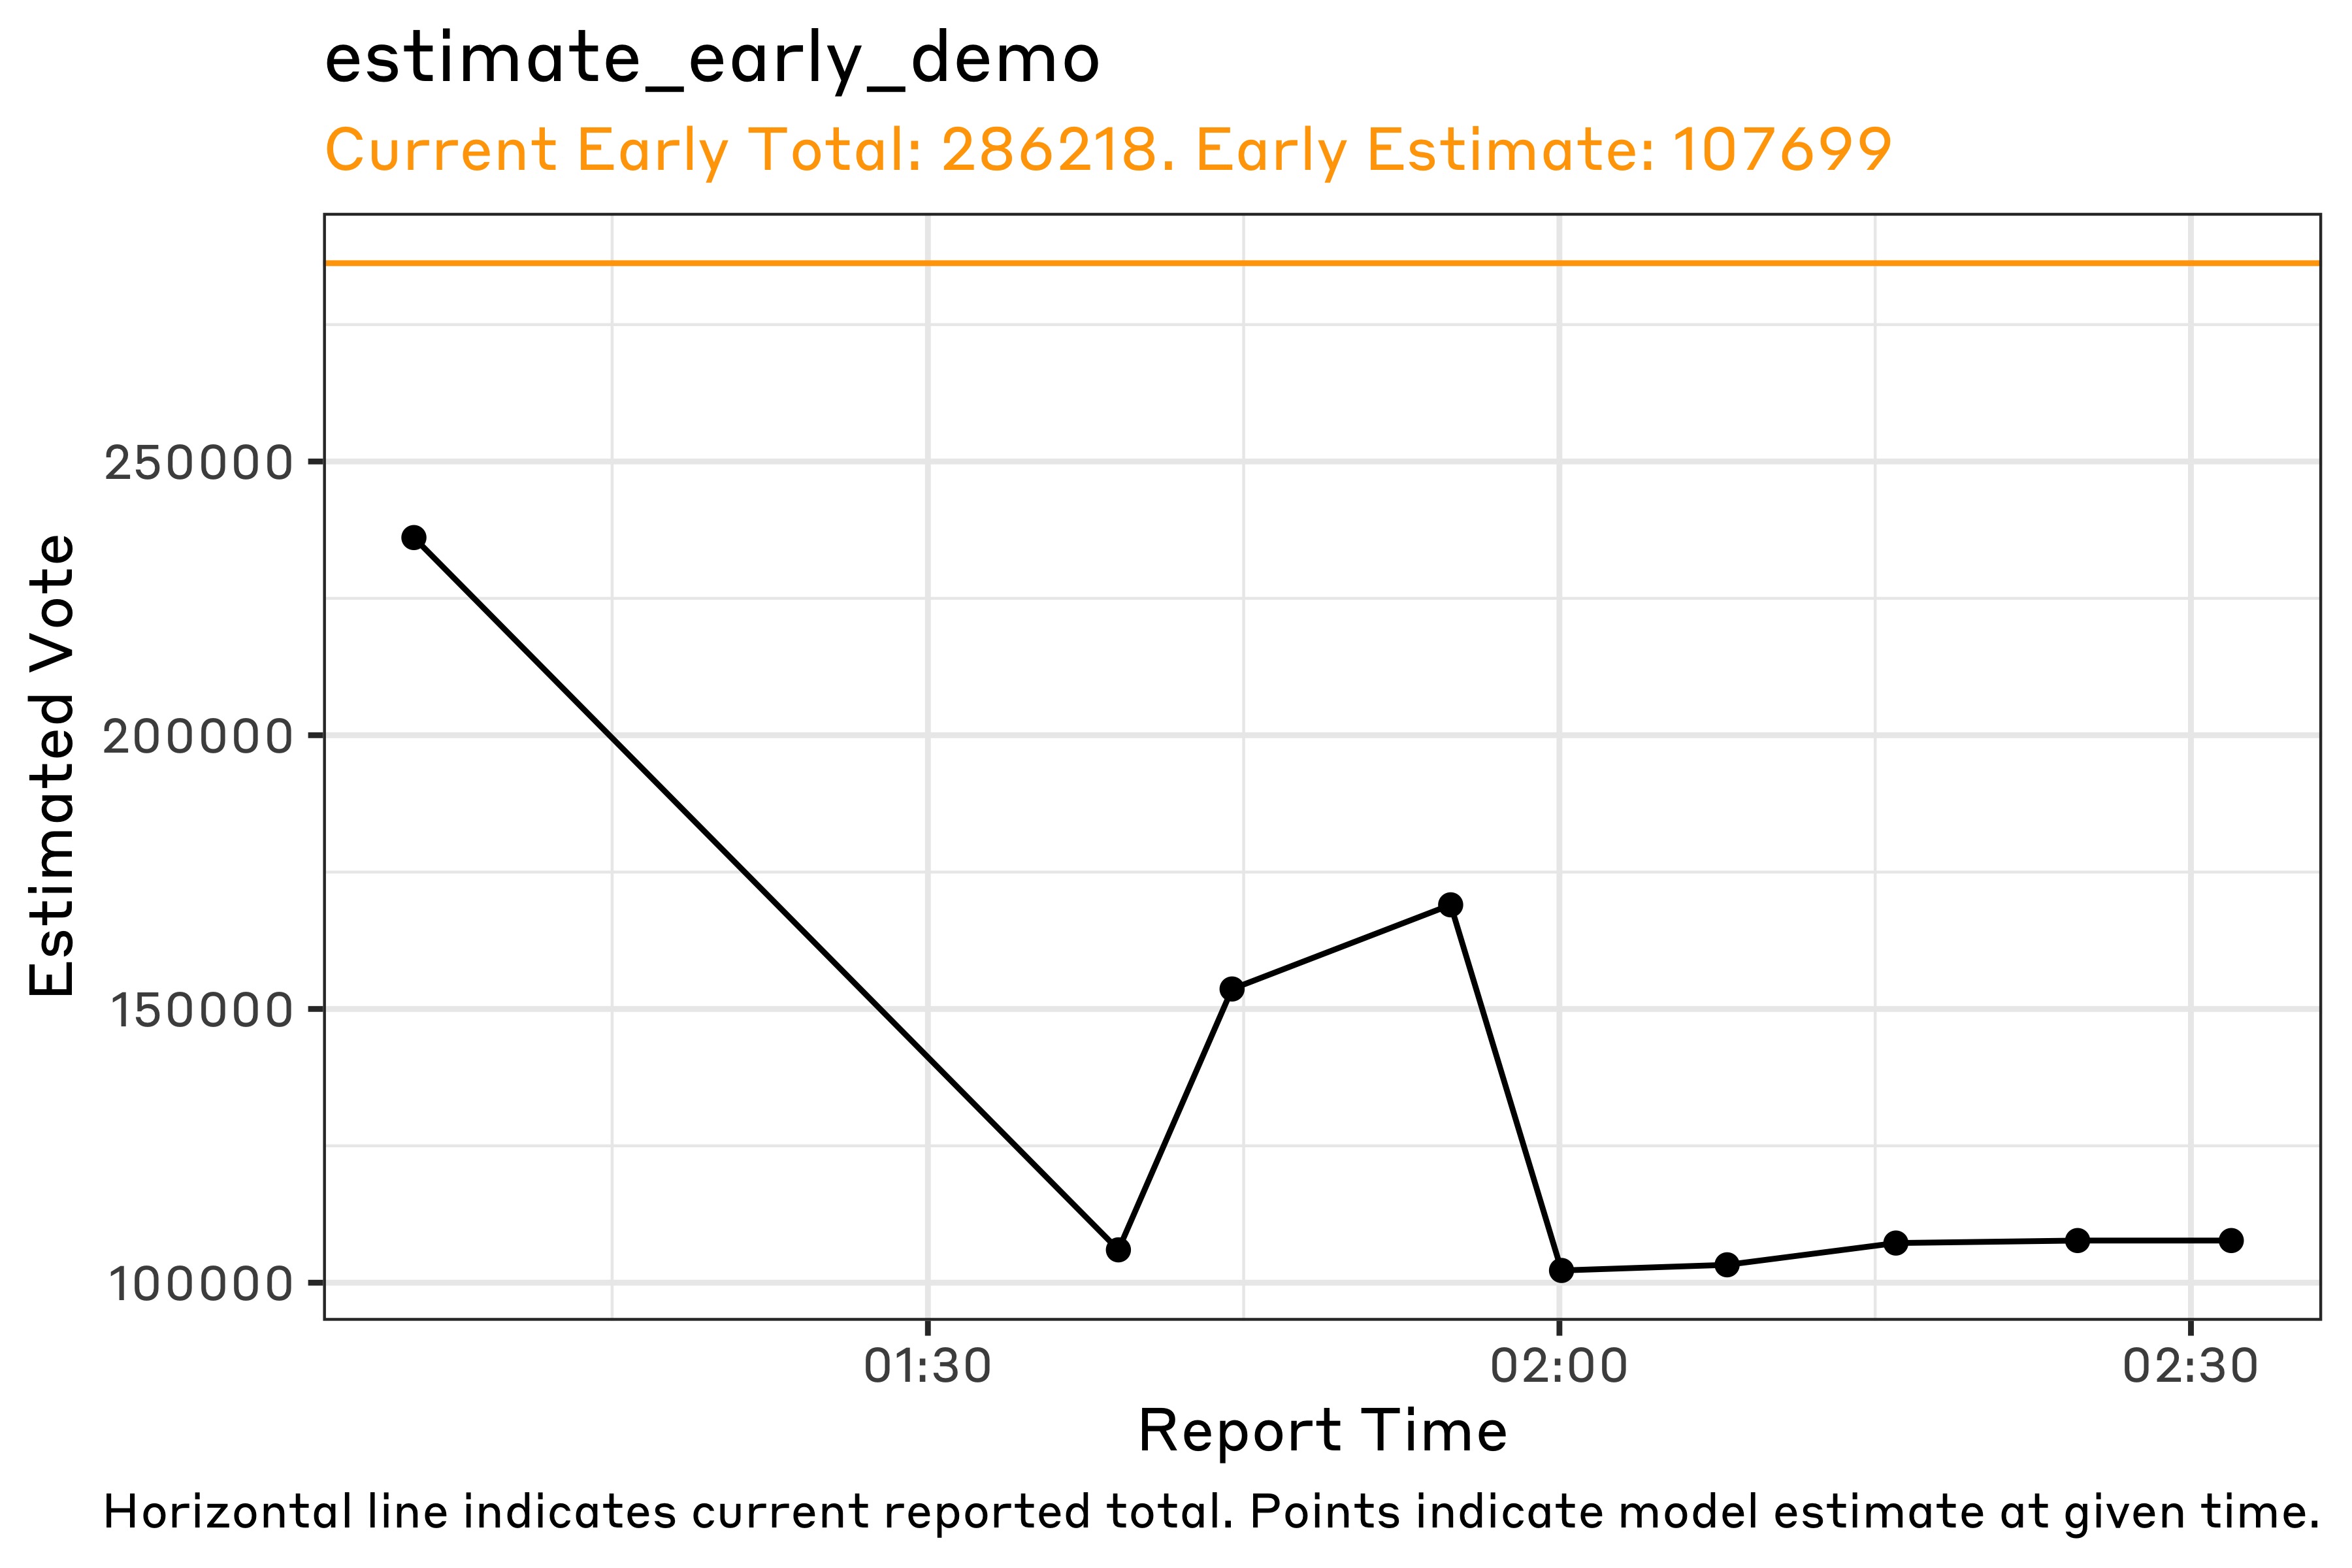 estimate_early_demo
Current Early Total: 286218. Early Estimate: 107699
Estimated Vote
250000
200000
150000
100000
01:30
02:00
02:30
Report Time
Horizontal line indicates current reported total. Points indicate model estimate at given time.